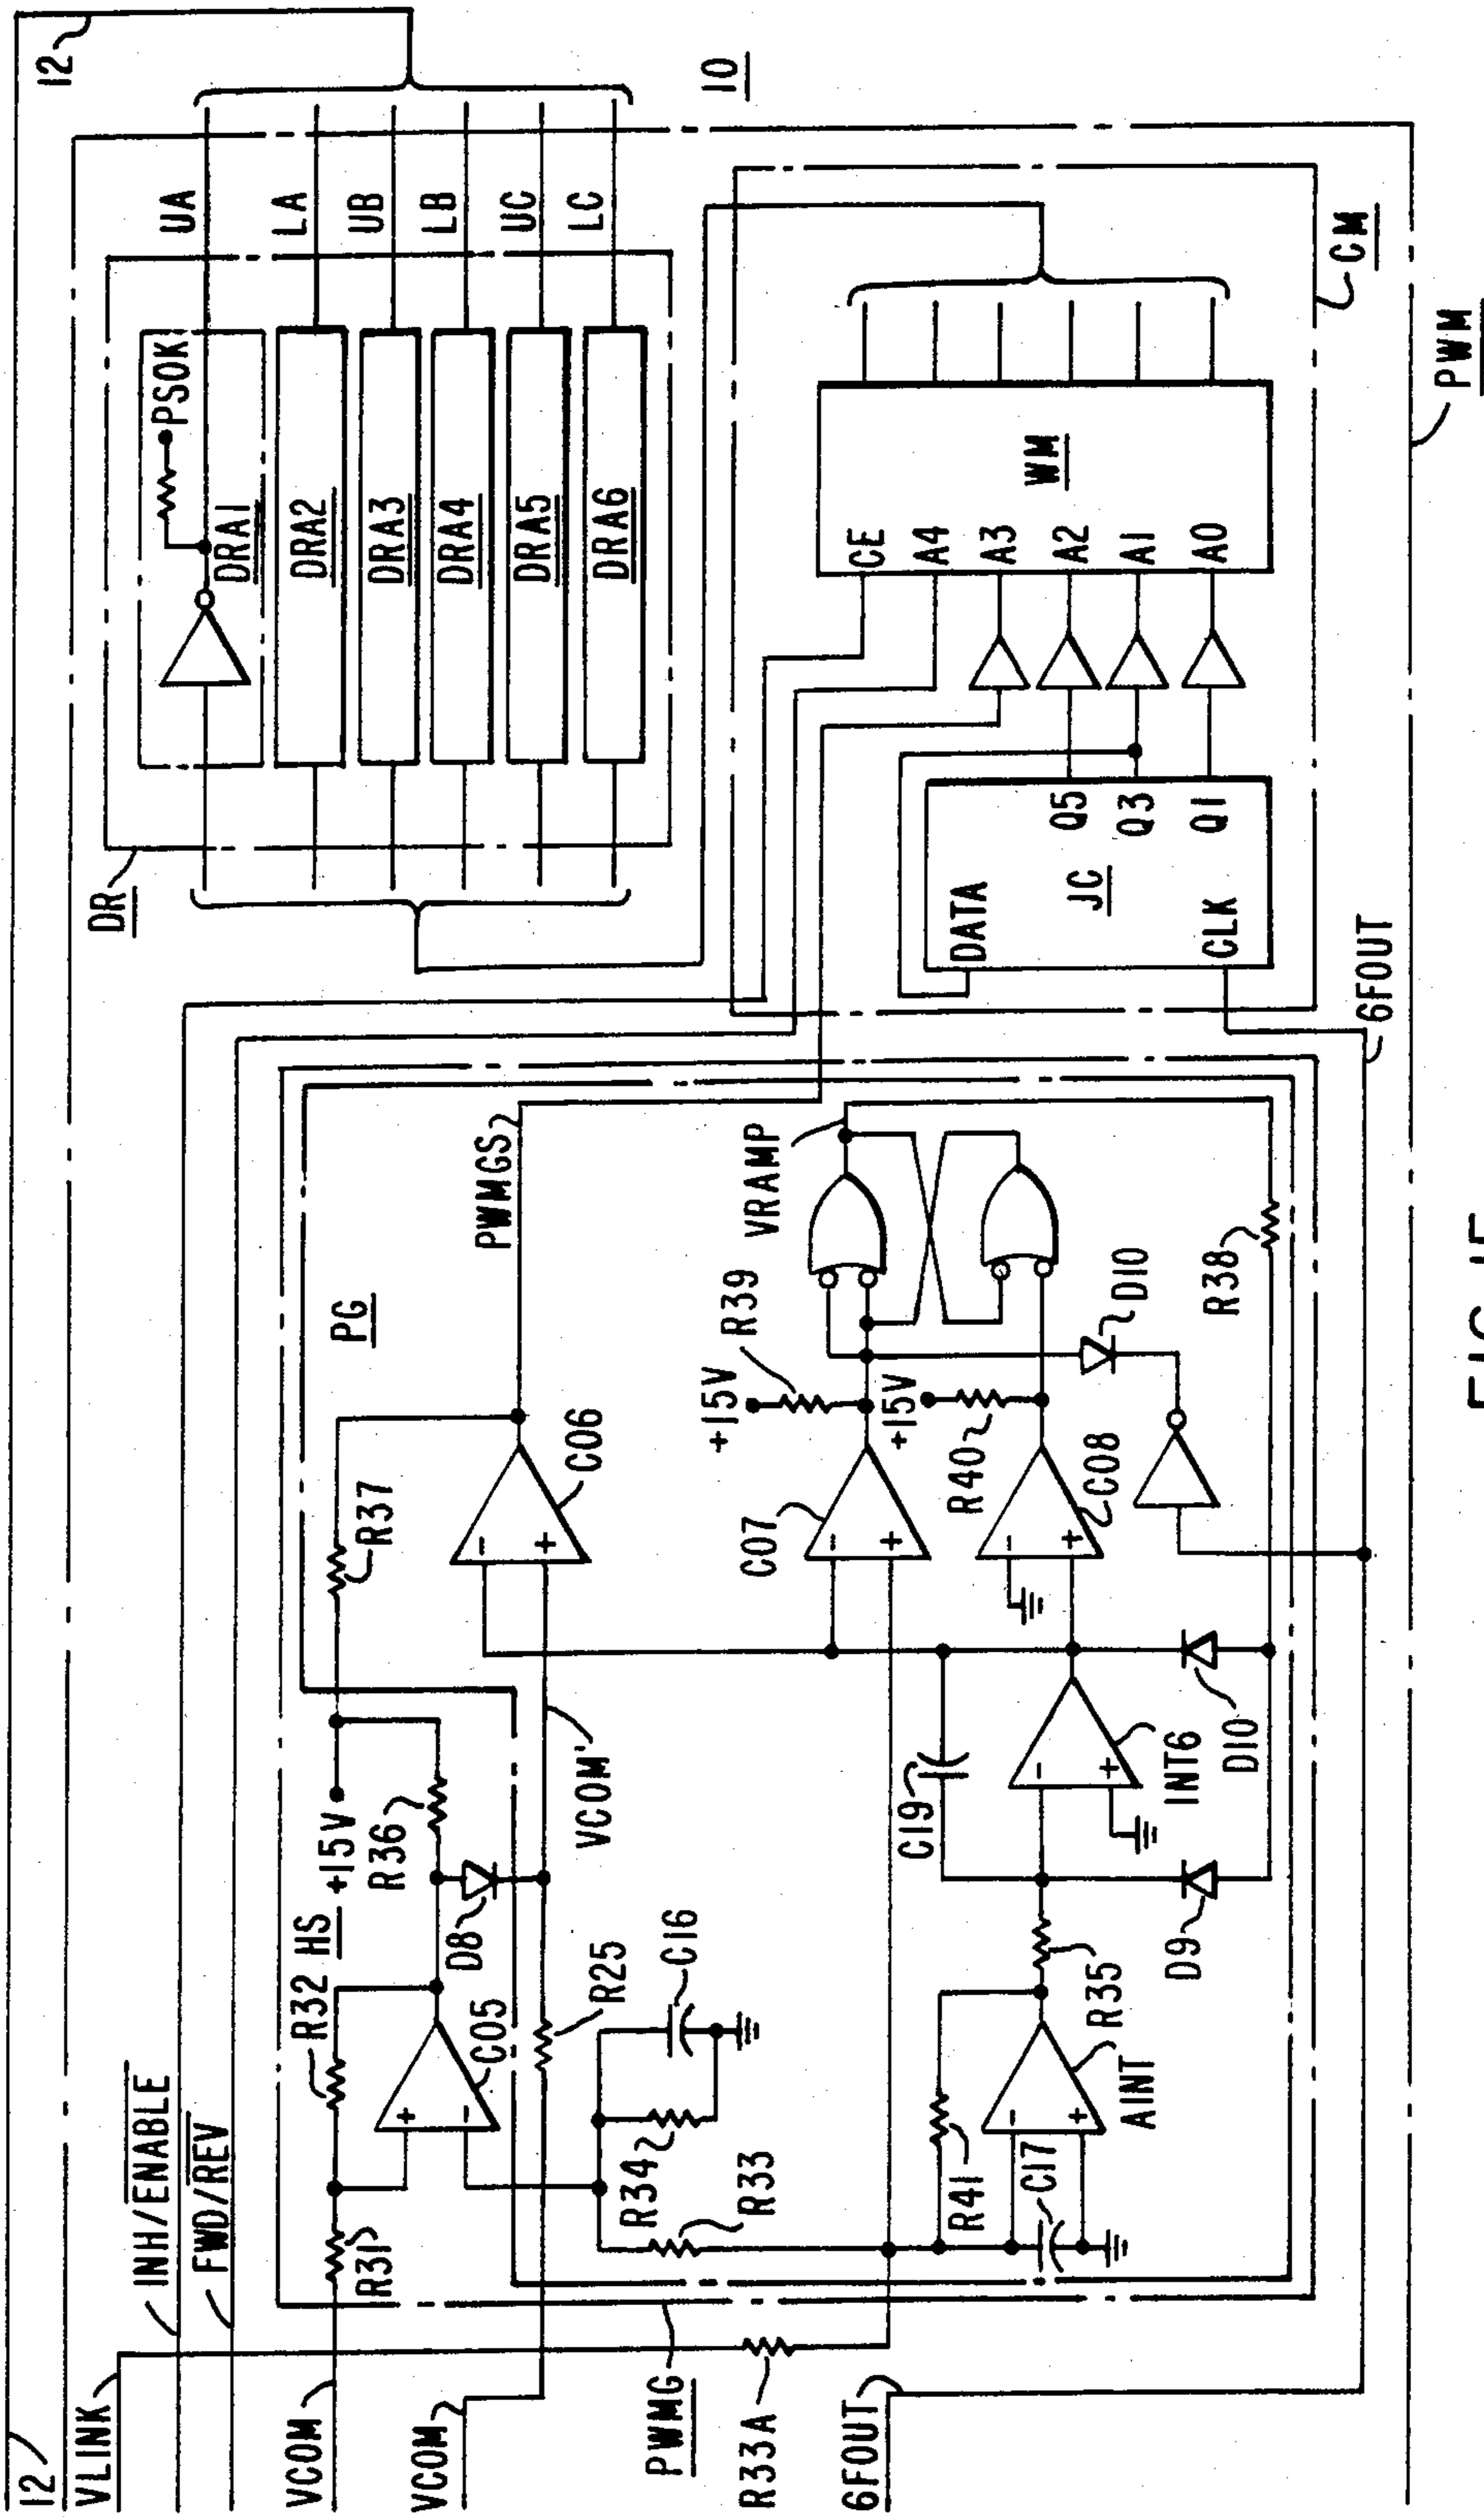 12
12
VLINK
INH/ENABLE
FWD/REV
VCOM
VCOM
PWMG
R33A
6FOUT
DR
UA
LA
UB
LB
UC
LC
PSOK
DRA1
DRA2
DRA3
DRA4
DRA5
DRA6
10
R31
R32
HS
+15V
R36
R37
PG
C05
+
-
D8
R25
VCOM'
C06
-
+
PWMGS
R34
R33
C16
R41
C17
AINT
-
+
R35
C19
INT6
-
+
D9
D10
C07
-
+
+15V
R39
C08
-
+
+15V
R40
D10
R38
VRAMP
DATA
JC
CLK
Q5
Q3
Q1
CE
A4
A3
A2
A1
A0
WM
CM
6FOUT
PWM